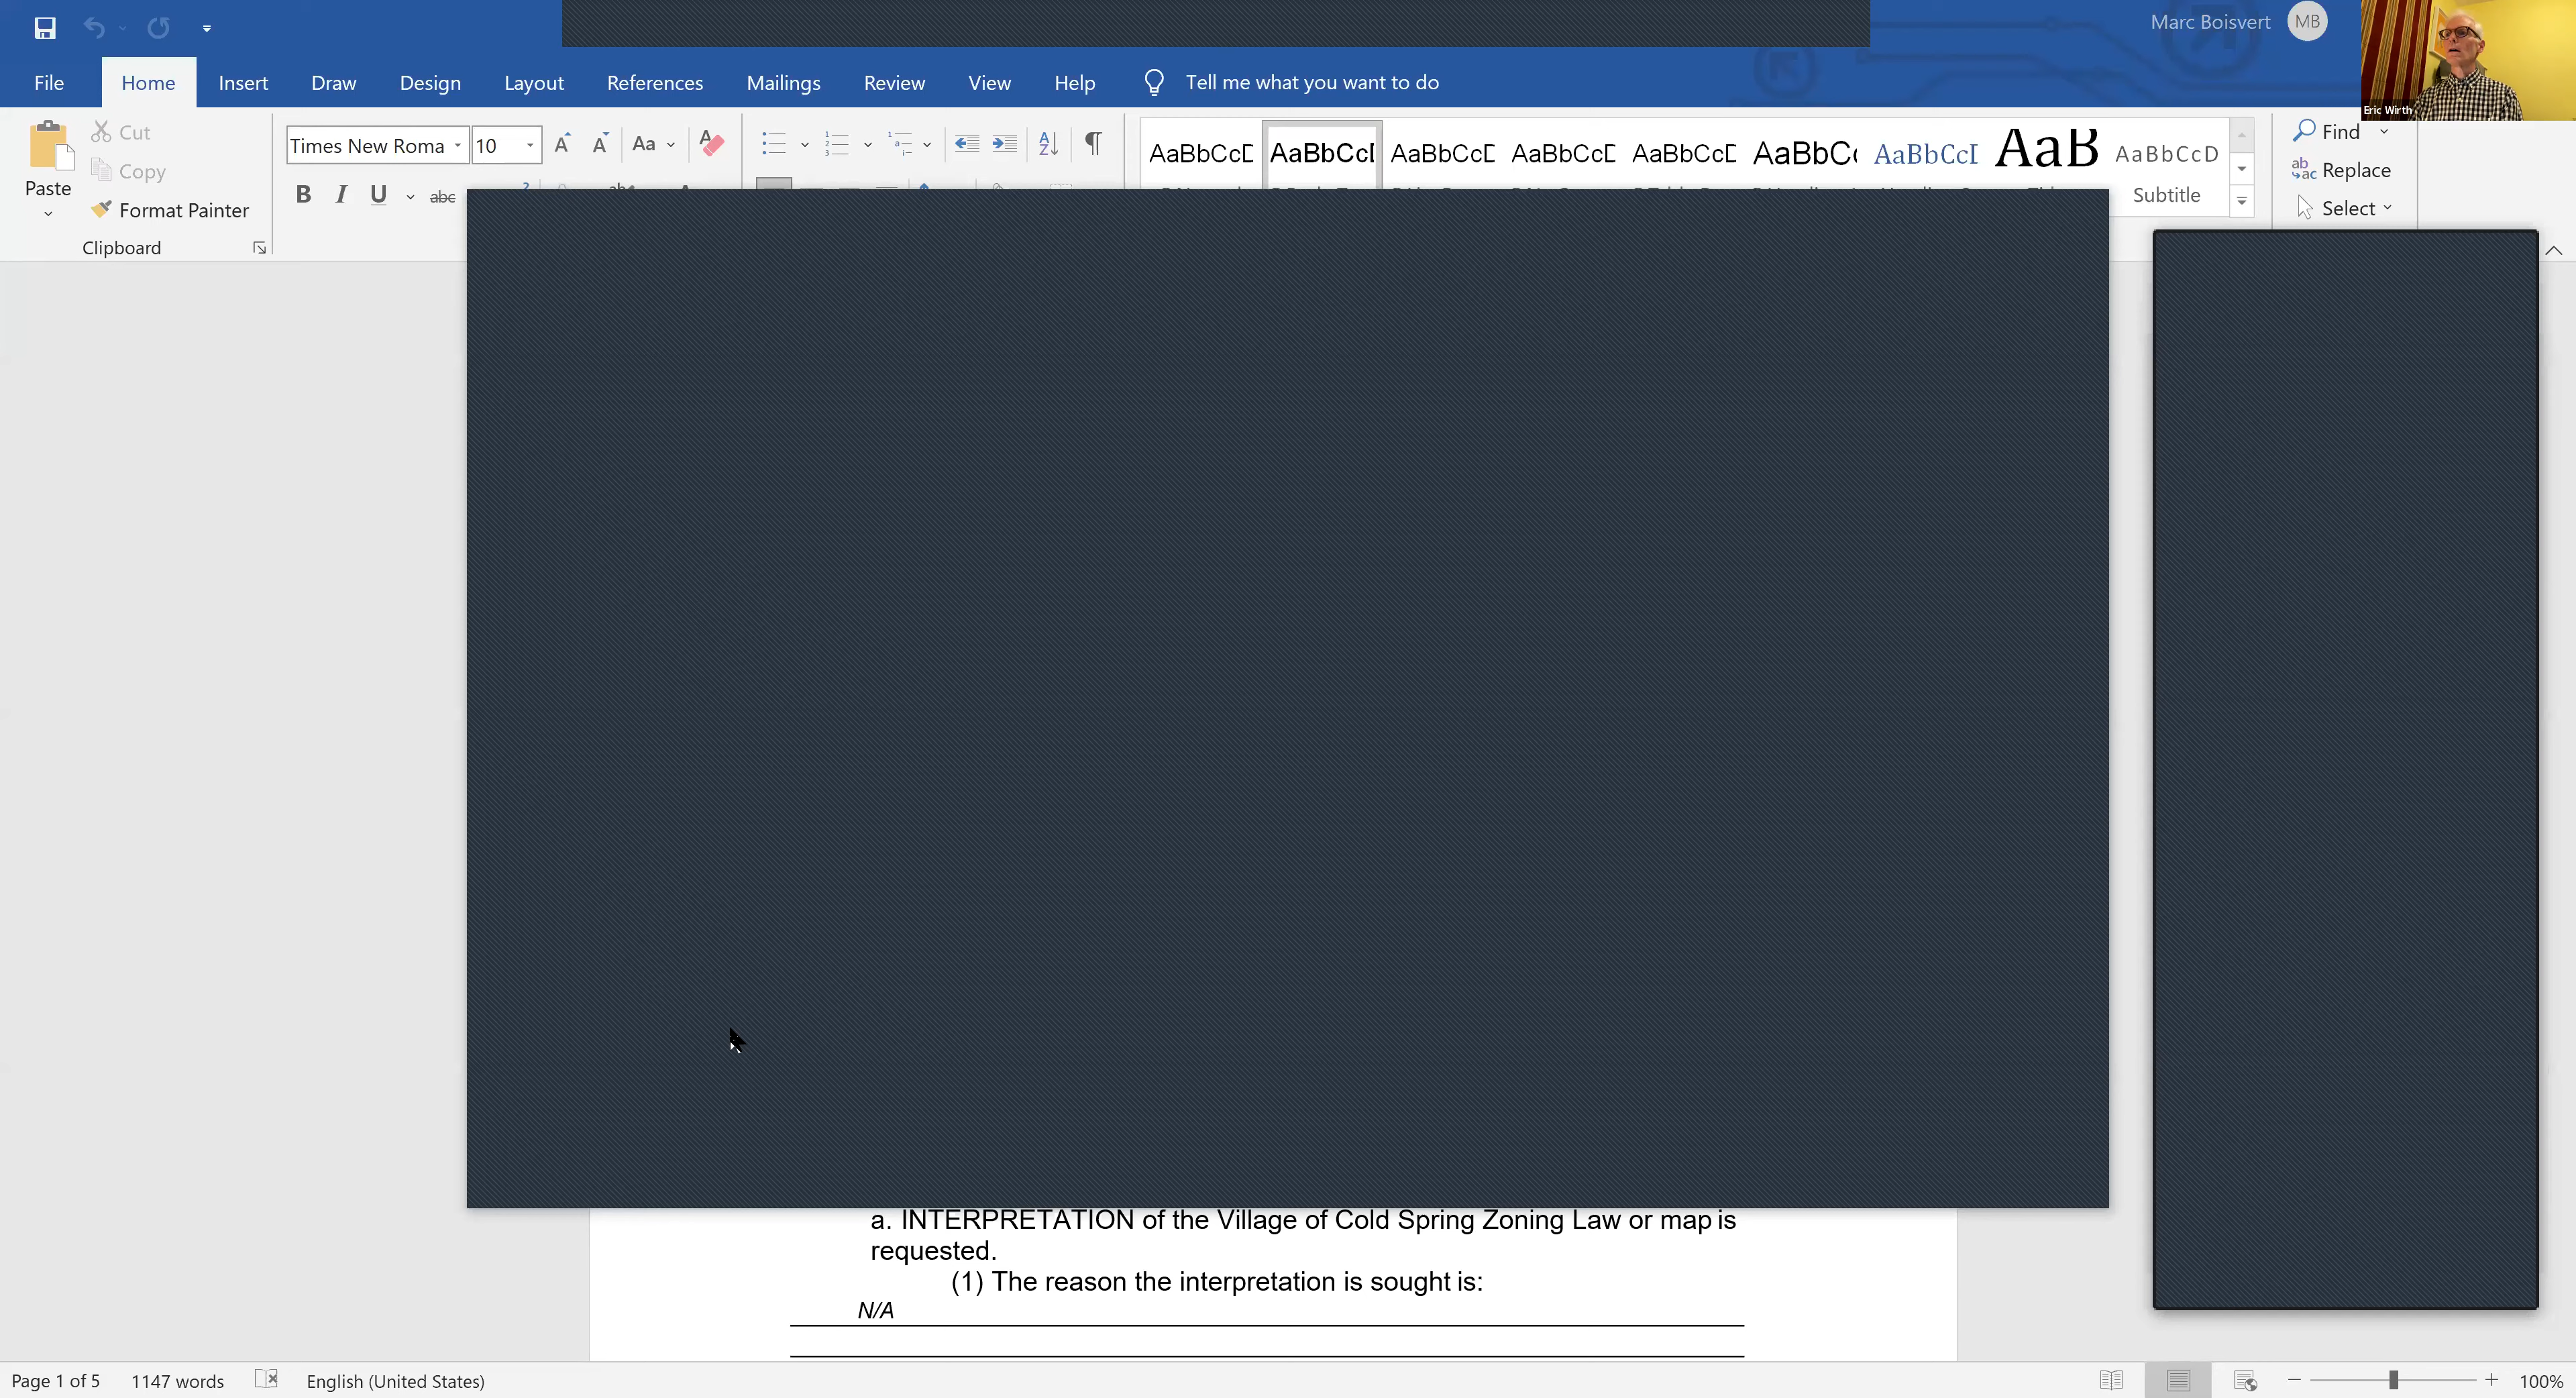 Marc Boisvert MB
File Home Insert Draw Design Layout References Mailings Review View Help Tell me what you want to do
Eric Wirth
Paste
Cut
Copy
Format Painter
Clipboard
Times New Roma 10 Aa
B I U abc
AaBbCcD AaBbCcI AaBbCcD AaBbCcD AaBbCcD AaBbCc AaBbCcI AaB AaBbCcD
Subtitle
Find
Replace
Select
a. INTERPRETATION of the Village of Cold Spring Zoning Law or map is
requested.
(1) The reason the interpretation is sought is:
N/A
Page 1 of 5 1147 words English (United States) 100%